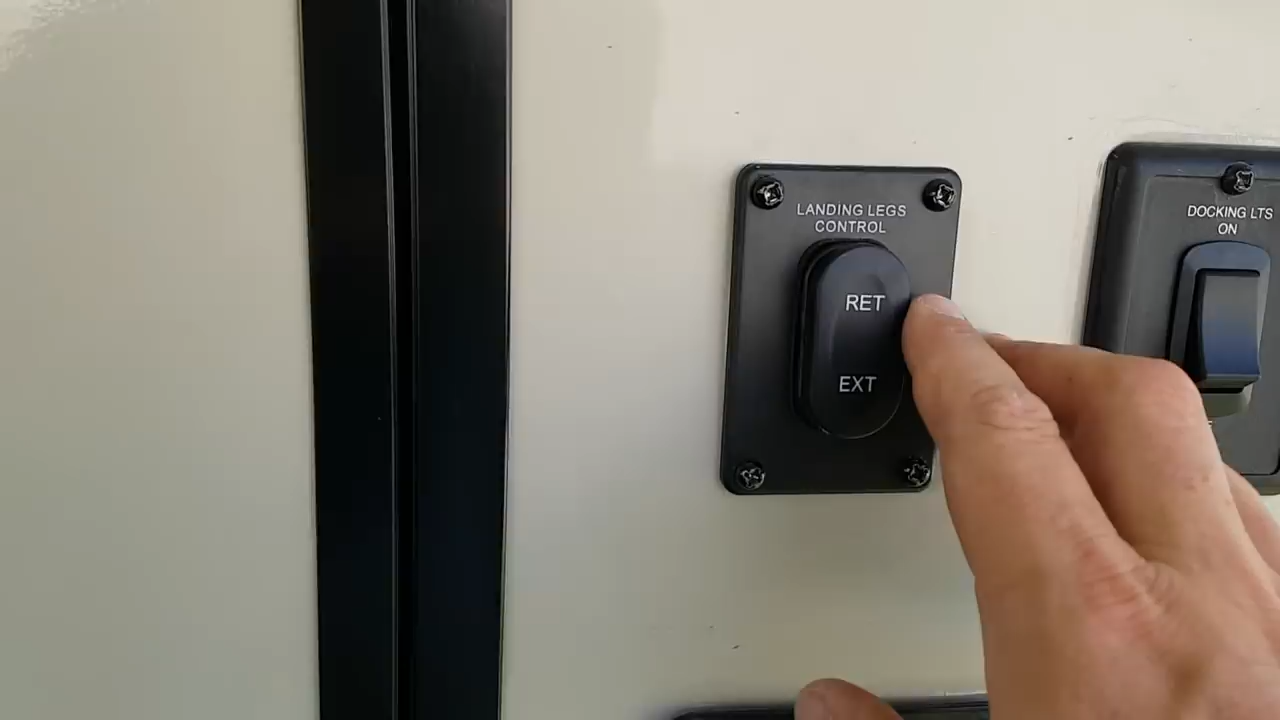 LANDING LEGS
CONTROL
RET
EXT
DOCKING LTS
ON